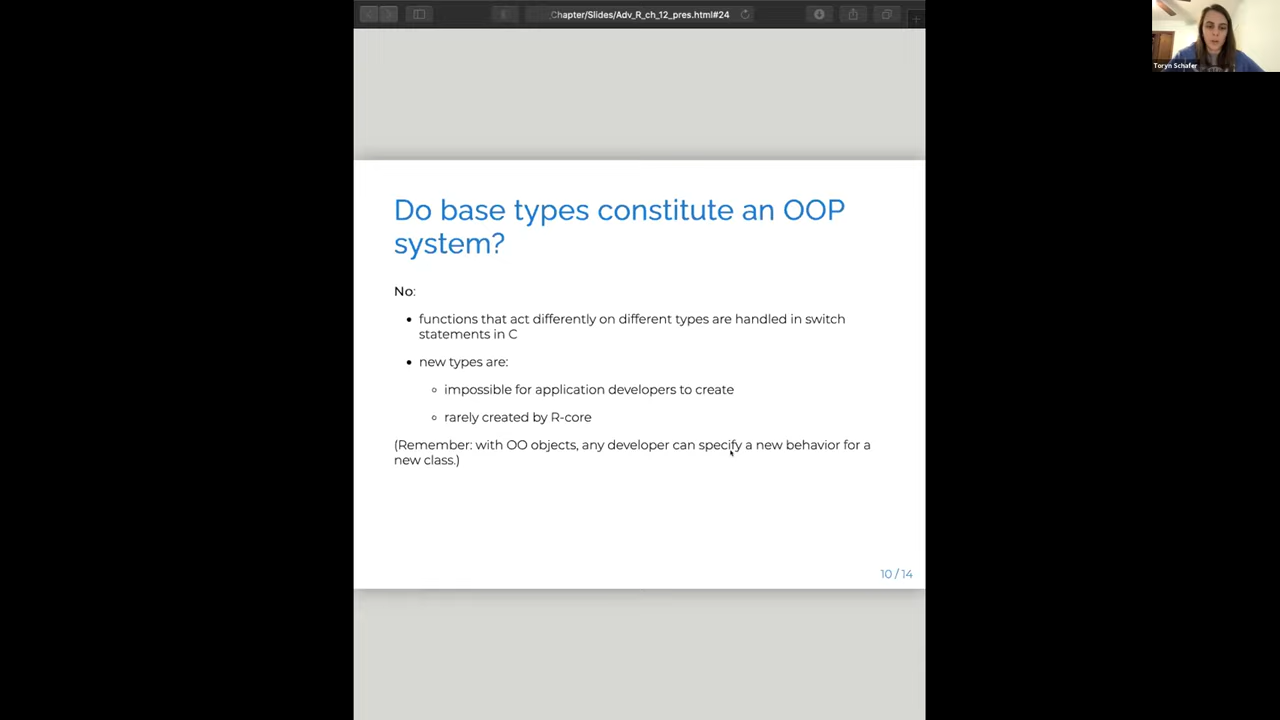 Chapter/Slides/Adv_R_ch_12_pres.html#24
Toryn Schafer
Do base types constitute an OOP
system?
No:
• functions that act differently on different types are handled in switch
statements in C
• new types are:
◦ impossible for application developers to create
◦ rarely created by R-core
(Remember: with OO objects, any developer can specify a new behavior for a
new class.)
10 / 14